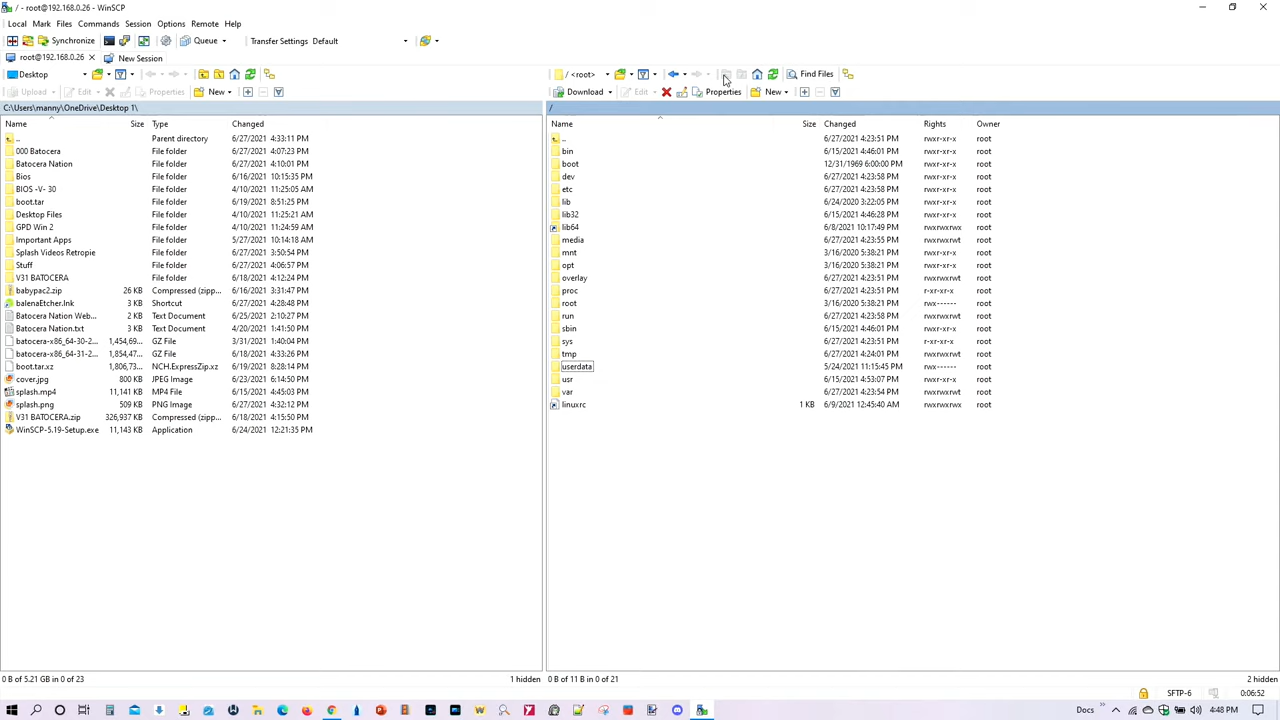 / - root@192.168.0.26 - WinSCP
Local Mark Files Commands Session Options Remote Help
Synchronize Queue Transfer Settings Default
root@192.168.0.26 New Session
Desktop
/ <root> Find Files
Upload Edit Properties New
Download Edit Properties New
C:\Users\manny\OneDrive\Desktop 1\
/
Name Size Type Changed
.. Parent directory 6/27/2021 4:33:11 PM
000 Batocera File folder 6/27/2021 4:07:23 PM
Batocera Nation File folder 6/27/2021 4:10:01 PM
Bios File folder 6/16/2021 10:15:35 PM
BIOS -V- 30 File folder 4/10/2021 11:25:05 AM
boot.tar File folder 6/19/2021 8:51:25 PM
Desktop Files File folder 4/10/2021 11:25:21 AM
GPD Win 2 File folder 4/10/2021 11:24:59 AM
Important Apps File folder 5/27/2021 10:14:18 AM
Splash Videos Retropie File folder 6/27/2021 3:50:54 PM
Stuff File folder 6/27/2021 4:06:57 PM
V31 BATOCERA File folder 6/18/2021 4:12:24 PM
babypac2.zip 26 KB Compressed (zipp... 6/16/2021 3:31:47 PM
balenaEtcher.lnk 3 KB Shortcut 6/27/2021 4:28:48 PM
Batocera Nation Web... 2 KB Text Document 6/25/2021 2:10:27 PM
Batocera Nation.txt 3 KB Text Document 4/20/2021 1:41:50 PM
batocera-x86_64-30-2... 1,454,69... GZ File 3/31/2021 1:40:04 PM
batocera-x86_64-31-2... 1,854,47... GZ File 6/18/2021 4:33:26 PM
boot.tar.xz 1,806,73... NCH.ExpressZip.xz 6/19/2021 8:28:14 PM
cover.jpg 800 KB JPEG Image 6/23/2021 6:14:50 PM
splash.mp4 11,141 KB MP4 File 6/15/2021 4:45:03 PM
splash.png 509 KB PNG Image 6/27/2021 4:32:12 PM
V31 BATOCERA.zip 326,937 KB Compressed (zipp... 6/18/2021 4:15:50 PM
WinSCP-5.19-Setup.exe 11,143 KB Application 6/24/2021 12:21:35 PM
Name Size Changed Rights Owner
.. 6/27/2021 4:23:51 PM rwxr-xr-x root
bin 6/15/2021 4:46:01 PM rwxr-xr-x root
boot 12/31/1969 6:00:00 PM rwxr-xr-x root
dev 6/27/2021 4:23:58 PM rwxr-xr-x root
etc 6/27/2021 4:23:58 PM rwxr-xr-x root
lib 6/24/2020 3:22:05 PM rwxr-xr-x root
lib32 6/15/2021 4:46:28 PM rwxr-xr-x root
lib64 6/8/2021 10:17:49 PM rwxrwxrwx root
media 6/27/2021 4:23:55 PM rwxrwxrwt root
mnt 3/16/2020 5:38:21 PM rwxr-xr-x root
opt 3/16/2020 5:38:21 PM rwxr-xr-x root
overlay 6/27/2021 4:23:51 PM rwxrwxrwt root
proc 6/27/2021 4:23:51 PM r-xr-xr-x root
root 3/16/2020 5:38:21 PM rwx------ root
run 6/27/2021 4:23:58 PM rwxrwxrwt root
sbin 6/15/2021 4:46:01 PM rwxr-xr-x root
sys 6/27/2021 4:23:51 PM r-xr-xr-x root
tmp 6/27/2021 4:24:01 PM rwxrwxrwt root
userdata 5/24/2021 11:15:45 PM rwx------ root
usr 6/15/2021 4:53:07 PM rwxr-xr-x root
var 6/27/2021 4:23:54 PM rwxrwxrwt root
linuxrc 1 KB 6/9/2021 12:45:40 AM rwxrwxrwx root
0 B of 5.21 GB in 0 of 23 1 hidden
0 B of 11 B in 0 of 21 2 hidden
SFTP-6 0:06:52
Docs 4:48 PM